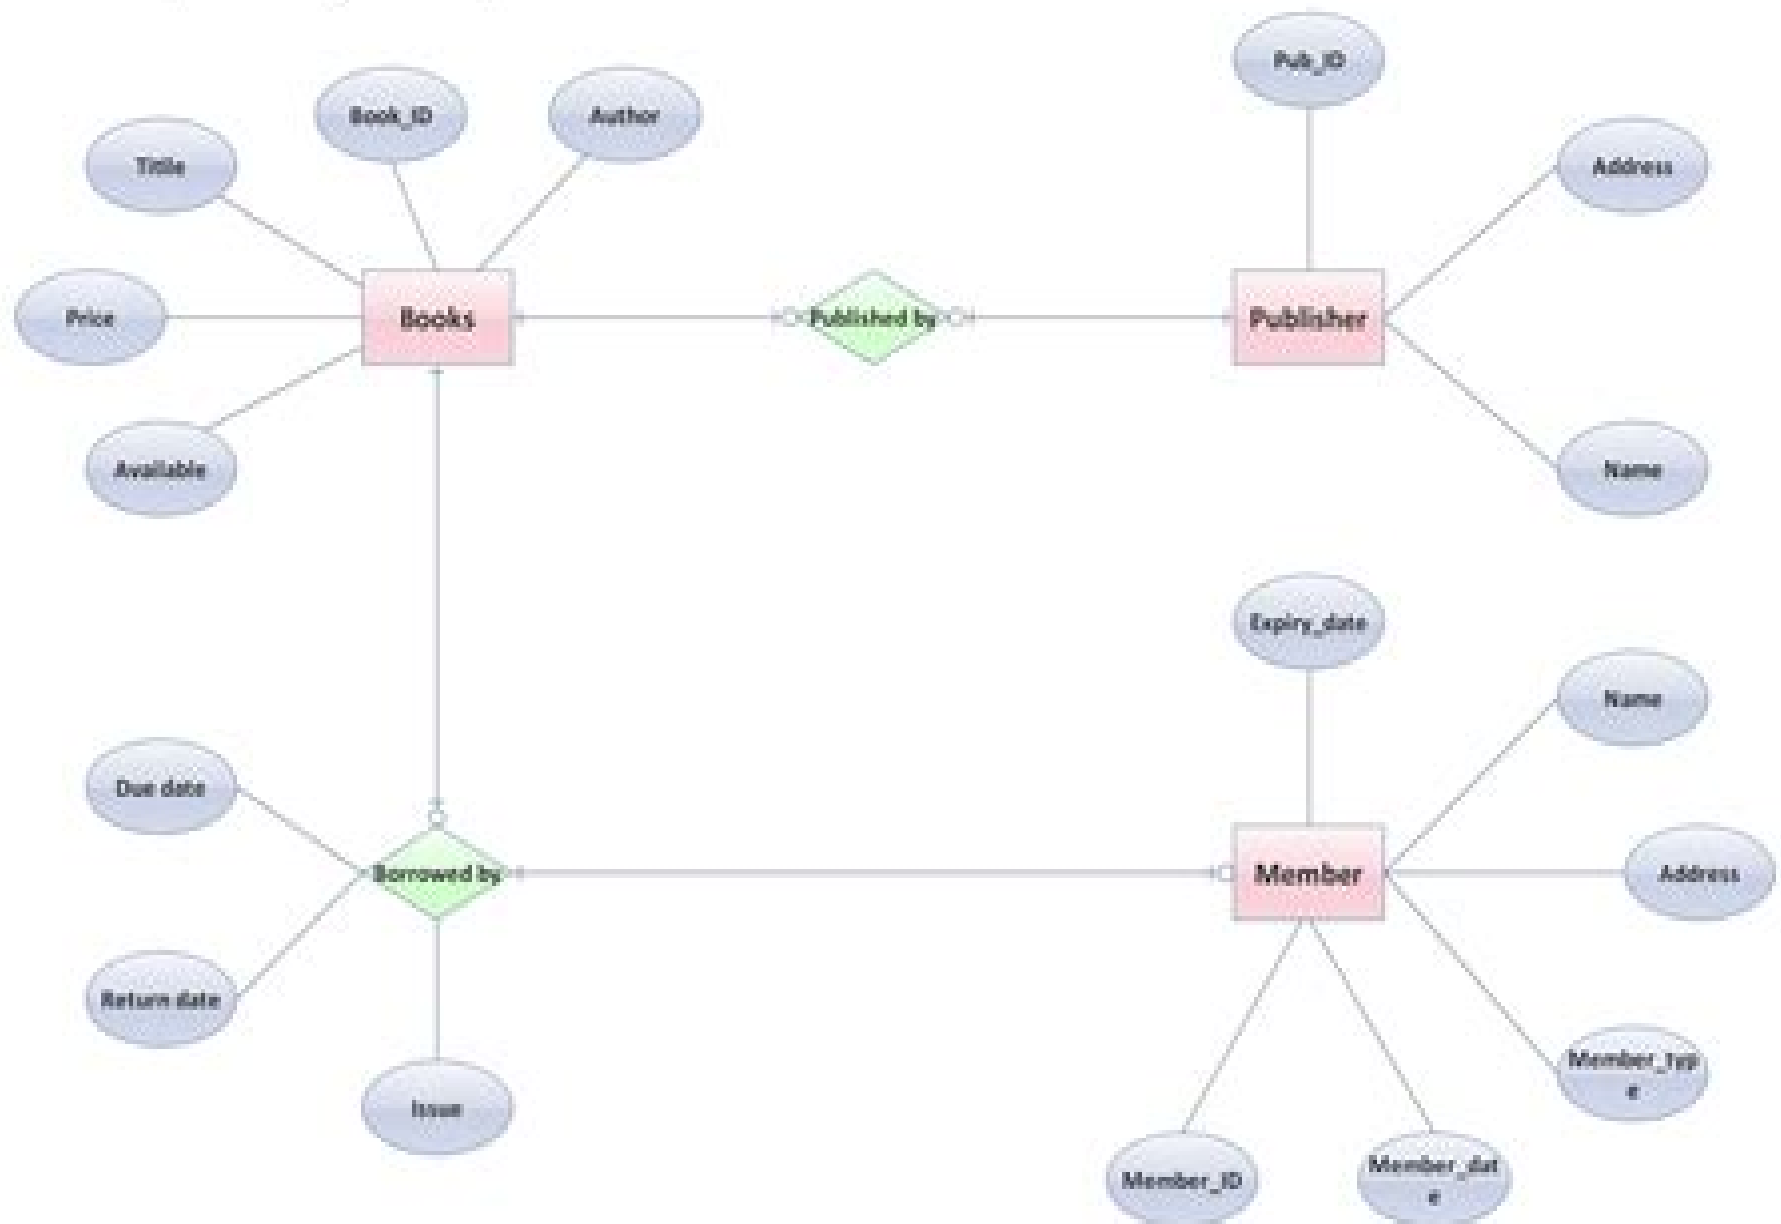 Pub_ID
Book_ID
Author
Titlle
Address
Price
Books
Published by
Publisher
Available
Name
Expiry_date
Name
Due date
Borrowed by
Member
Address
Return date
Member_typ
e
Issue
Member_ID
Member_dat
e